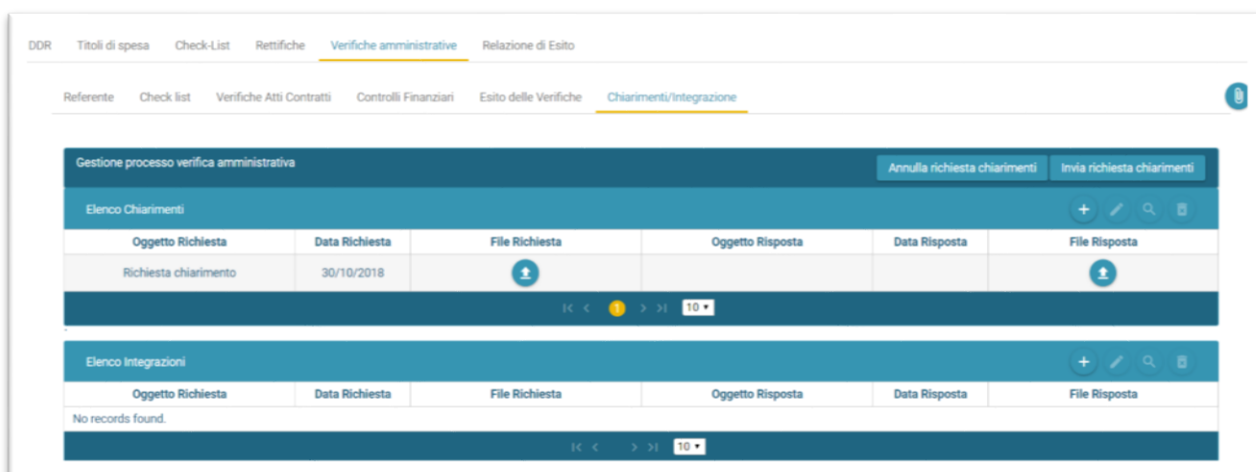 DDR Titoli di spesa Check-List Rettifiche Verifiche amministrative Relazione di Esito
Referente Check list Verifiche Atti Contratti Controlli Finanziari Esito delle Verifiche Chiarimenti/Integrazione
Gestione processo verifica amministrativa Annulla richiesta chiarimenti Invia richiesta chiarimenti
Elenco Chiarimenti
Oggetto Richiesta Data Richiesta File Richiesta Oggetto Risposta Data Risposta File Risposta
Richiesta chiarimento 30/10/2018
1 10
Elenco Integrazioni
Oggetto Richiesta Data Richiesta File Richiesta Oggetto Risposta Data Risposta File Risposta
No records found.
10